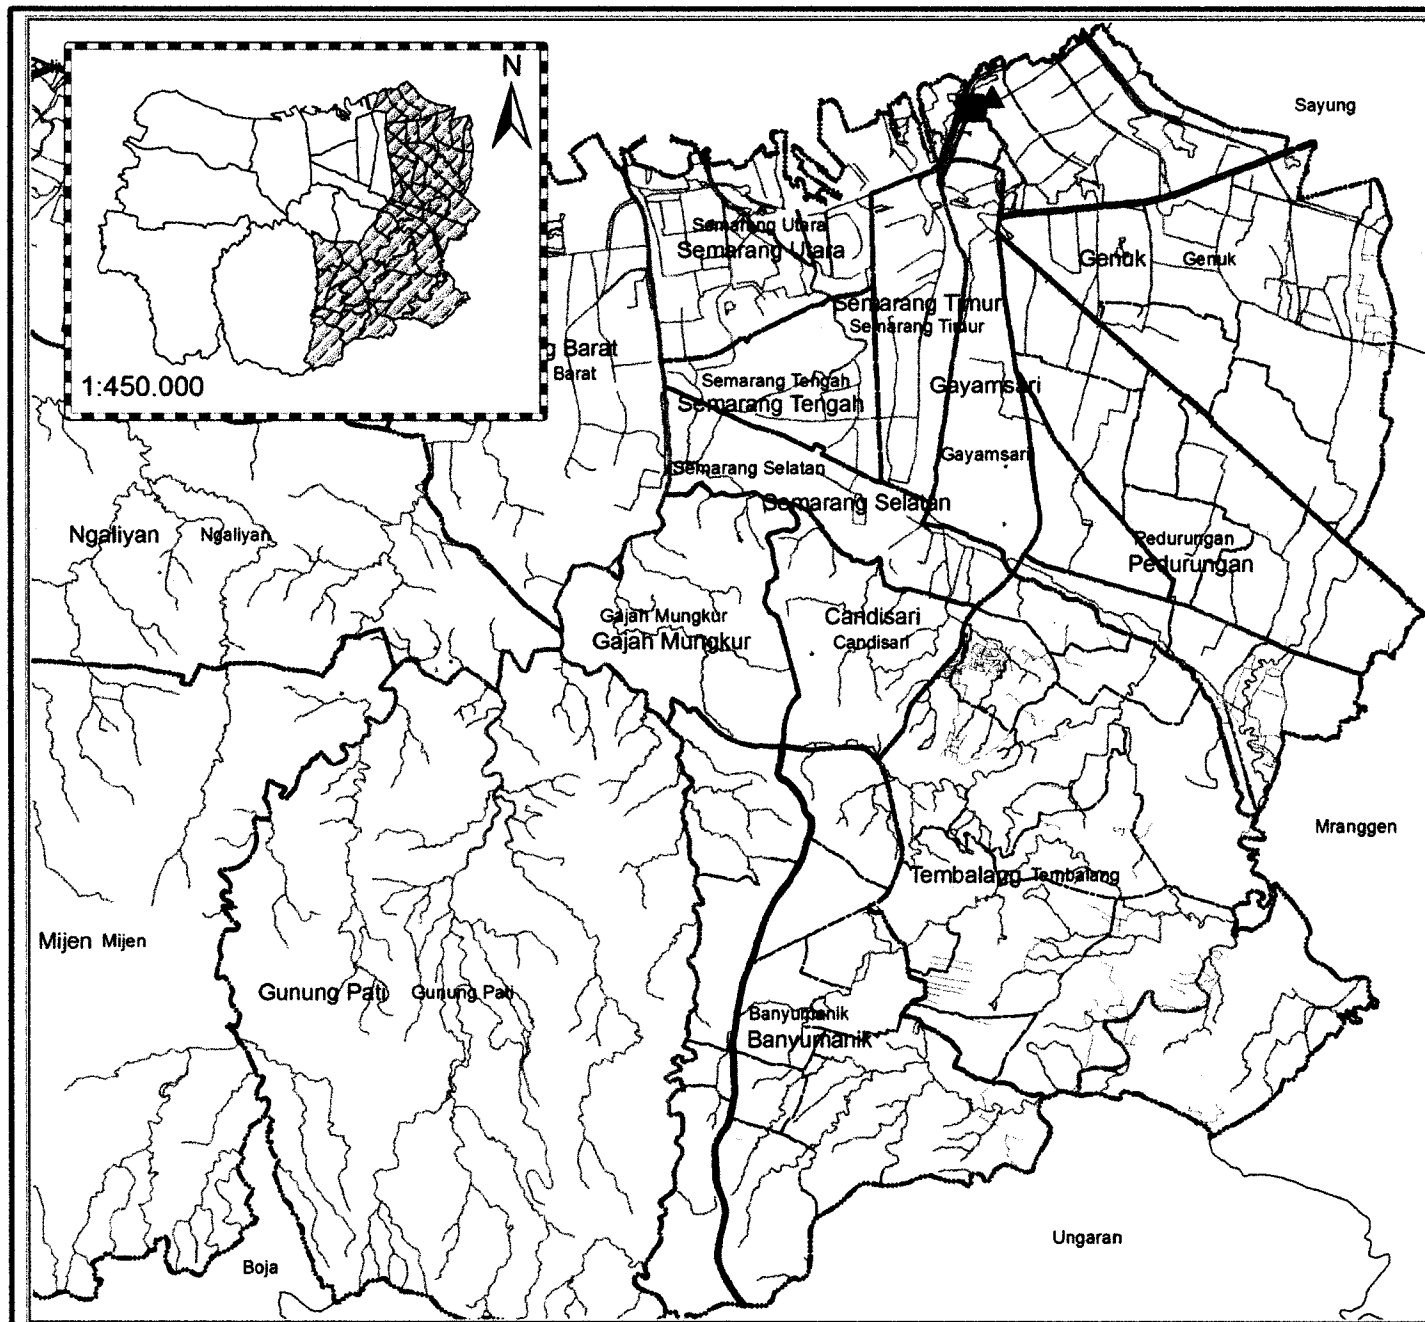 N
1:450.000
Sayung
Semarang Utara
Semarang Utara
Genuk
Genuk
Semarang Timur
Semarang Timur
g Barat
Barat
Semarang Tengah
Semarang Tengah
Gayamsari
Gayamsari
Semarang Selatan
Semarang Selatan
Ngaliyan
Ngaliyan
Pedurungan
Pedurungan
Gajah Mungkur
Gajah Mungkur
Candisari
Candisari
Mranggen
Tembalang
Tembalang
Mijen
Mijen
Gunung Pati
Gunung Pati
Banyumanik
Banyumanik
Ungaran
Boja